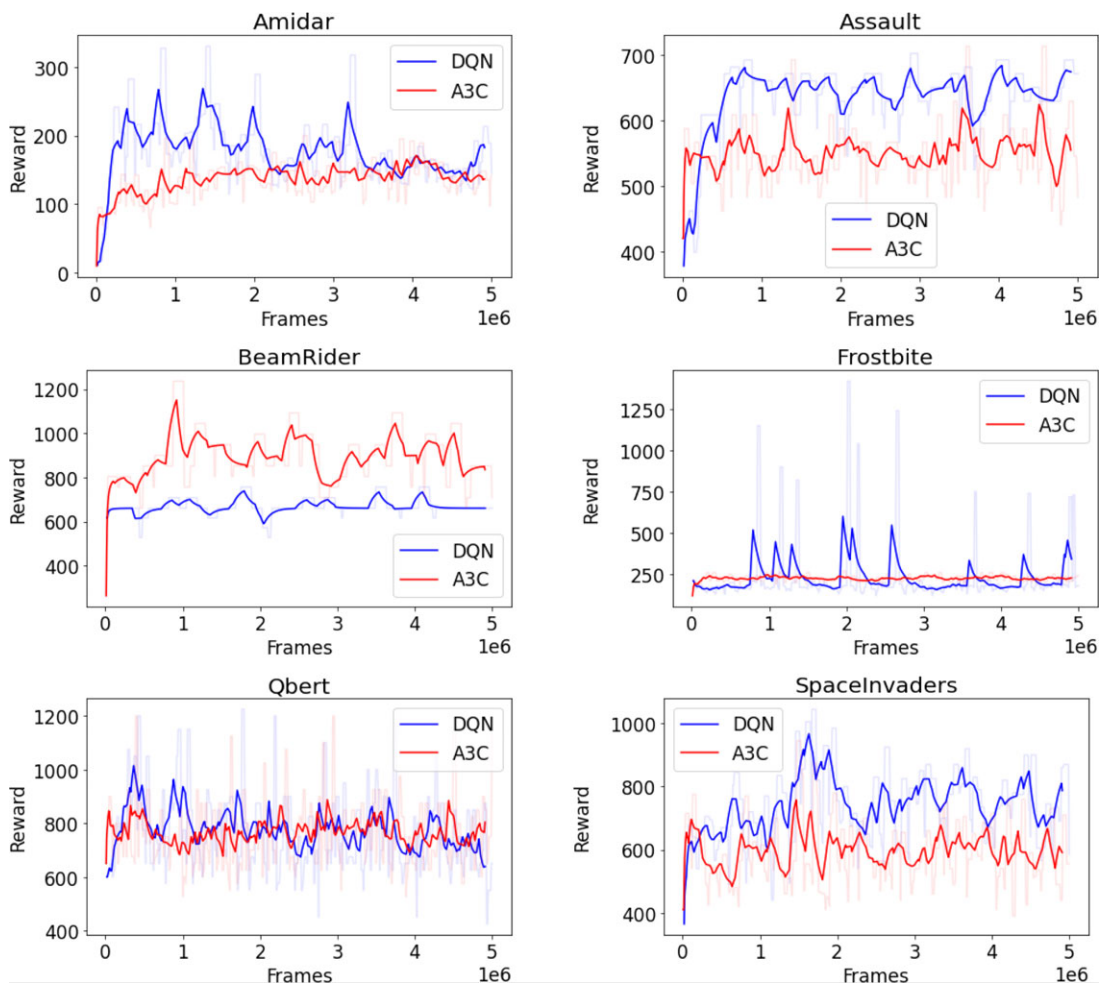 Amidar
300
200
100
0
Reward
DQN
A3C
0 1 2 3 4 5
Frames
1e6
Assault
700
600
500
400
Reward
DQN
A3C
0 1 2 3 4 5
Frames
1e6
BeamRider
1200
1000
800
600
400
Reward
DQN
A3C
0 1 2 3 4 5
Frames
1e6
Frostbite
1250
1000
750
500
250
Reward
DQN
A3C
0 1 2 3 4 5
Frames
1e6
Qbert
1200
1000
800
600
400
Reward
DQN
A3C
0 1 2 3 4 5
Frames
1e6
SpaceInvaders
1000
800
600
400
Reward
DQN
A3C
0 1 2 3 4 5
Frames
1e6